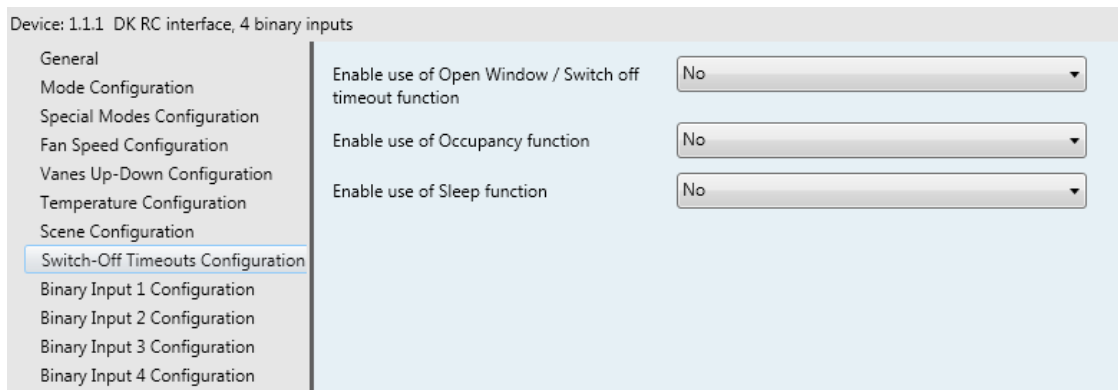 Device: 1.1.1 DK RC interface, 4 binary inputs
General
Mode Configuration
Special Modes Configuration
Fan Speed Configuration
Vanes Up-Down Configuration
Temperature Configuration
Scene Configuration
Switch-Off Timeouts Configuration
Binary Input 1 Configuration
Binary Input 2 Configuration
Binary Input 3 Configuration
Binary Input 4 Configuration
Enable use of Open Window / Switch off
timeout function
No
Enable use of Occupancy function
No
Enable use of Sleep function
No